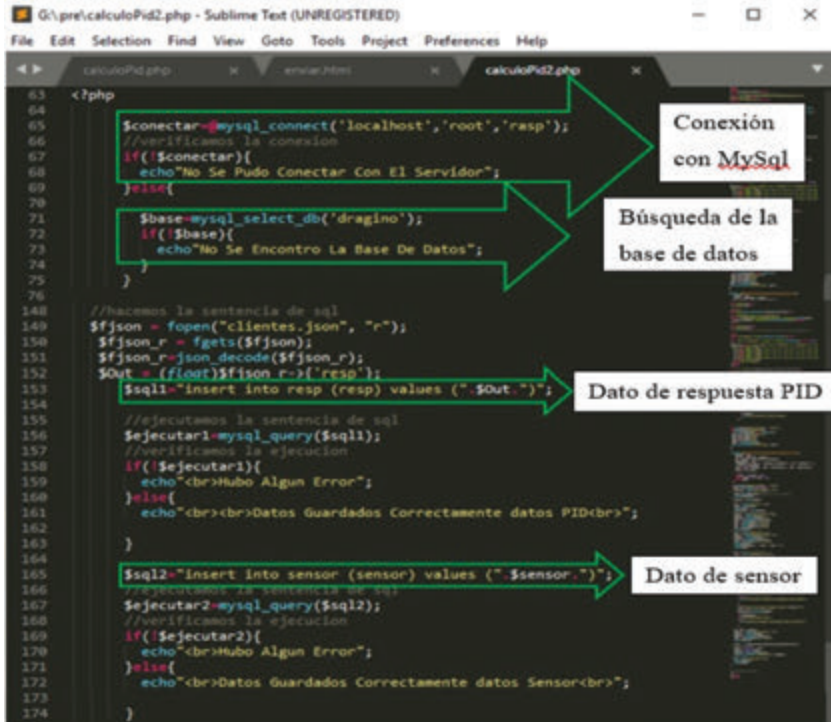 G:\pre\calculoPid2.php - Sublime Text (UNREGISTERED)
File Edit Selection Find View Goto Tools Project Preferences Help
calculoPid.php × enviar.html × calculoPid2.php ×
63 <?php
64
65 $conectar=@mysql_connect('localhost','root','rasp');
66 //verificamos la conexion
67 if(!$conectar){
68 echo"No Se Pudo Conectar Con El Servidor";
69 }else{
70
71 $base=mysql_select_db('dragino');
72 if(!$base){
73 echo"No Se Encontro La Base De Datos";
74 }
75 }
76
148 //hacemos la sentencia de sql
149 $fjson = fopen("clientes.json", "r");
150 $fjson_r = fgets($fjson);
151 $fjson_r=json_decode($fjson_r);
152 $Out = (float)$fjson_r->{'resp'};
153 $sql1="insert into resp (resp) values (".$Out.")";
154
155 //ejecutamos la sentencia de sql
156 $ejecutar1=mysql_query($sql1);
157 //verificamos la ejecucion
158 if(!$ejecutar1){
159 echo"<br>Hubo Algun Error";
160 }else{
161 echo"<br><br>Datos Guardados Correctamente datos PID<br>";
162
163 }
164
165 $sql2="insert into sensor (sensor) values (".$sensor.")";
166 //ejecutamos la sentencia de sql
167 $ejecutar2=mysql_query($sql2);
168 //verificamos la ejecucion
169 if(!$ejecutar2){
170 echo"<br>Hubo Algun Error";
171 }else{
172 echo"<br>Datos Guardados Correctamente datos Sensor<br>";
173
174 }
Conexión
con MySql
Búsqueda de la
base de datos
Dato de respuesta PID
Dato de sensor